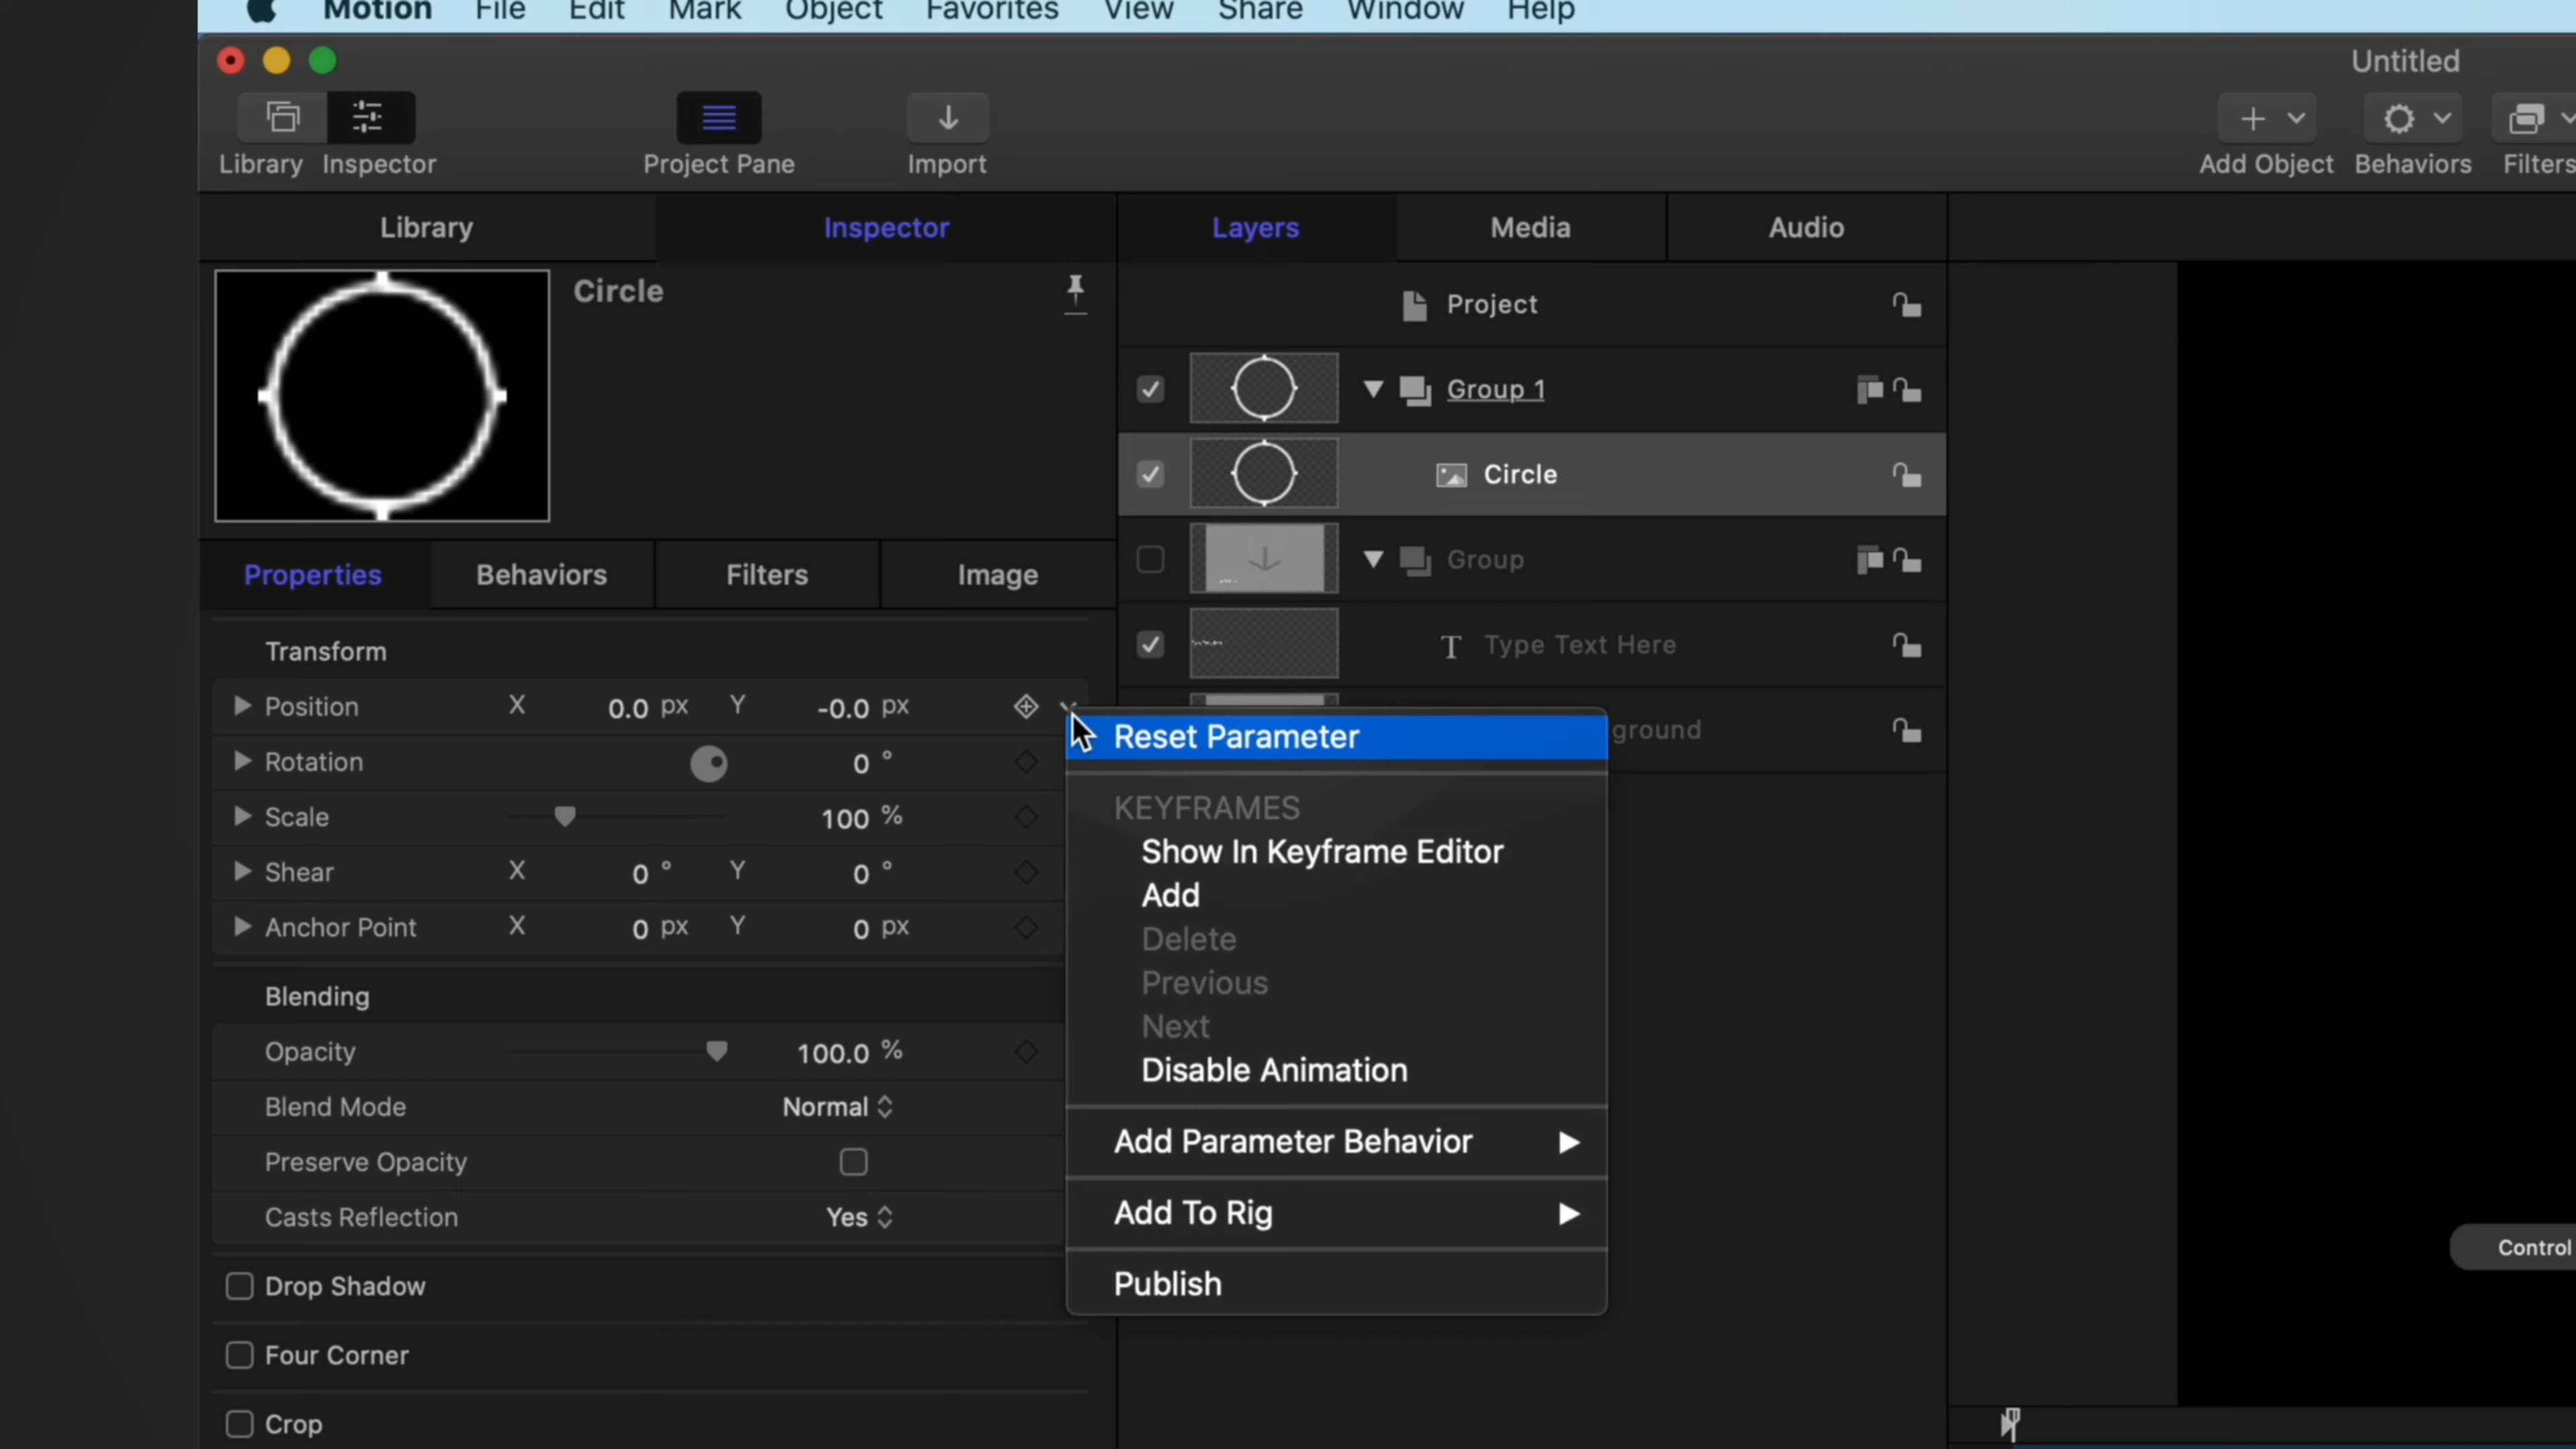 Motion File Edit Mark Object Favorites View Share Window Help
Untitled
Library Inspector Project Pane Import Add Object Behaviors Filters
Library Inspector Layers Media Audio
Circle
Project
Group 1
Circle
Group
Type Text Here
ground
Properties Behaviors Filters Image
Transform
Position X 0.0 px Y -0.0 px
Rotation 0 °
Scale 100 %
Shear X 0 ° Y 0 °
Anchor Point X 0 px Y 0 px
Blending
Opacity 100.0 %
Blend Mode Normal
Preserve Opacity
Casts Reflection Yes
Drop Shadow
Four Corner
Crop
Reset Parameter
KEYFRAMES
Show In Keyframe Editor
Add
Delete
Previous
Next
Disable Animation
Add Parameter Behavior
Add To Rig
Publish
Control